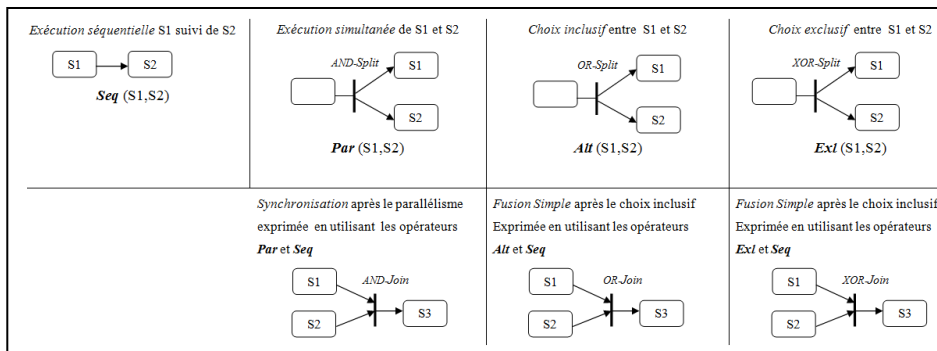 Exécution séquentielle S1 suivi de S2
S1
S2
Seq (S1,S2)
Exécution simultanée de S1 et S2
AND-Split
S1
S2
Par (S1,S2)
Choix inclusif entre S1 et S2
OR-Split
S1
S2
Alt (S1,S2)
Choix exclusif entre S1 et S2
XOR-Split
S1
S2
Exl (S1,S2)
Synchronisation après le parallélisme
exprimée en utilisant les opérateurs
Par et Seq
S1
AND-Join
S2
S3
Fusion Simple après le choix inclusif
Exprimée en utilisant les opérateurs
Alt et Seq
S1
OR-Join
S2
S3
Fusion Simple après le choix inclusif
Exprimée en utilisant les opérateurs
Exl et Seq
S1
XOR-Join
S2
S3